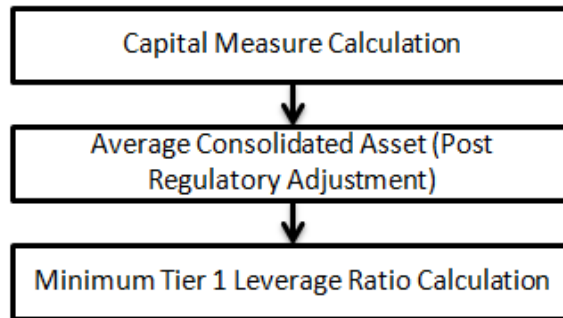 Capital Measure Calculation
Average Consolidated Asset (Post
Regulatory Adjustment)
Minimum Tier 1 Leverage Ratio Calculation